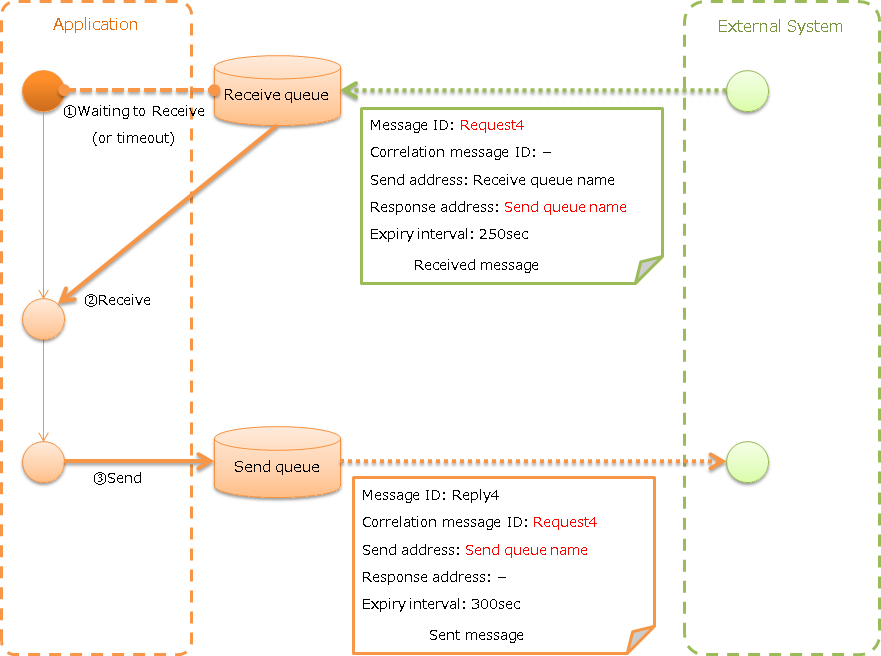 Application
External System
Receive queue
①Waiting to Receive
(or timeout)
Message ID: Request4
Correlation message ID: −
Send address: Receive queue name
Response address: Send queue name
Expiry interval: 250sec
Received message
②Receive
Send queue
③Send
Message ID: Reply4
Correlation message ID: Request4
Send address: Send queue name
Response address: −
Expiry interval: 300sec
Sent message